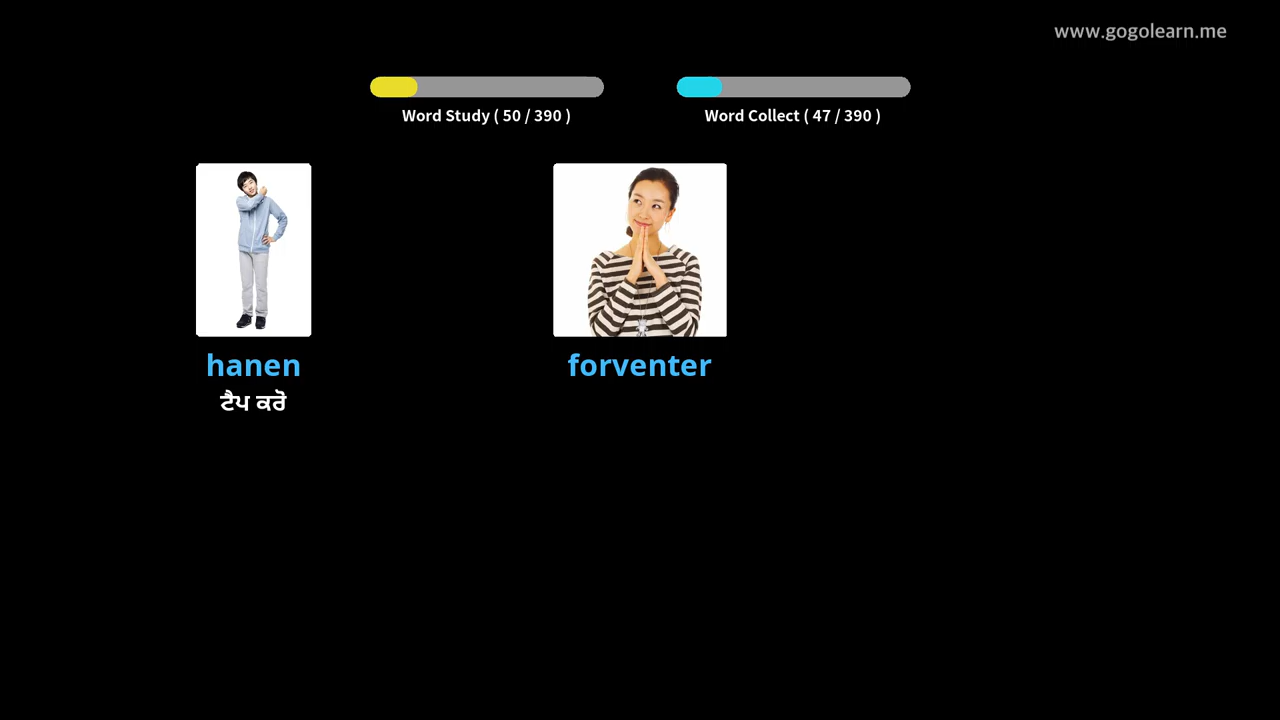 www.gogolearn.me
Word Study ( 50 / 390 )
Word Collect ( 47 / 390 )
hanen
ਟੈਪ ਕਰੋ
forventer